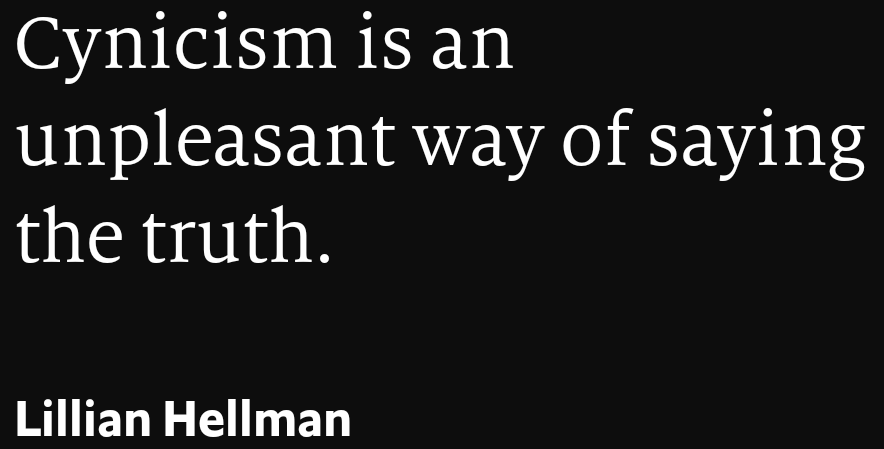 Cynicism is an
unpleasant way of saying
the truth.
Lillian Hellman